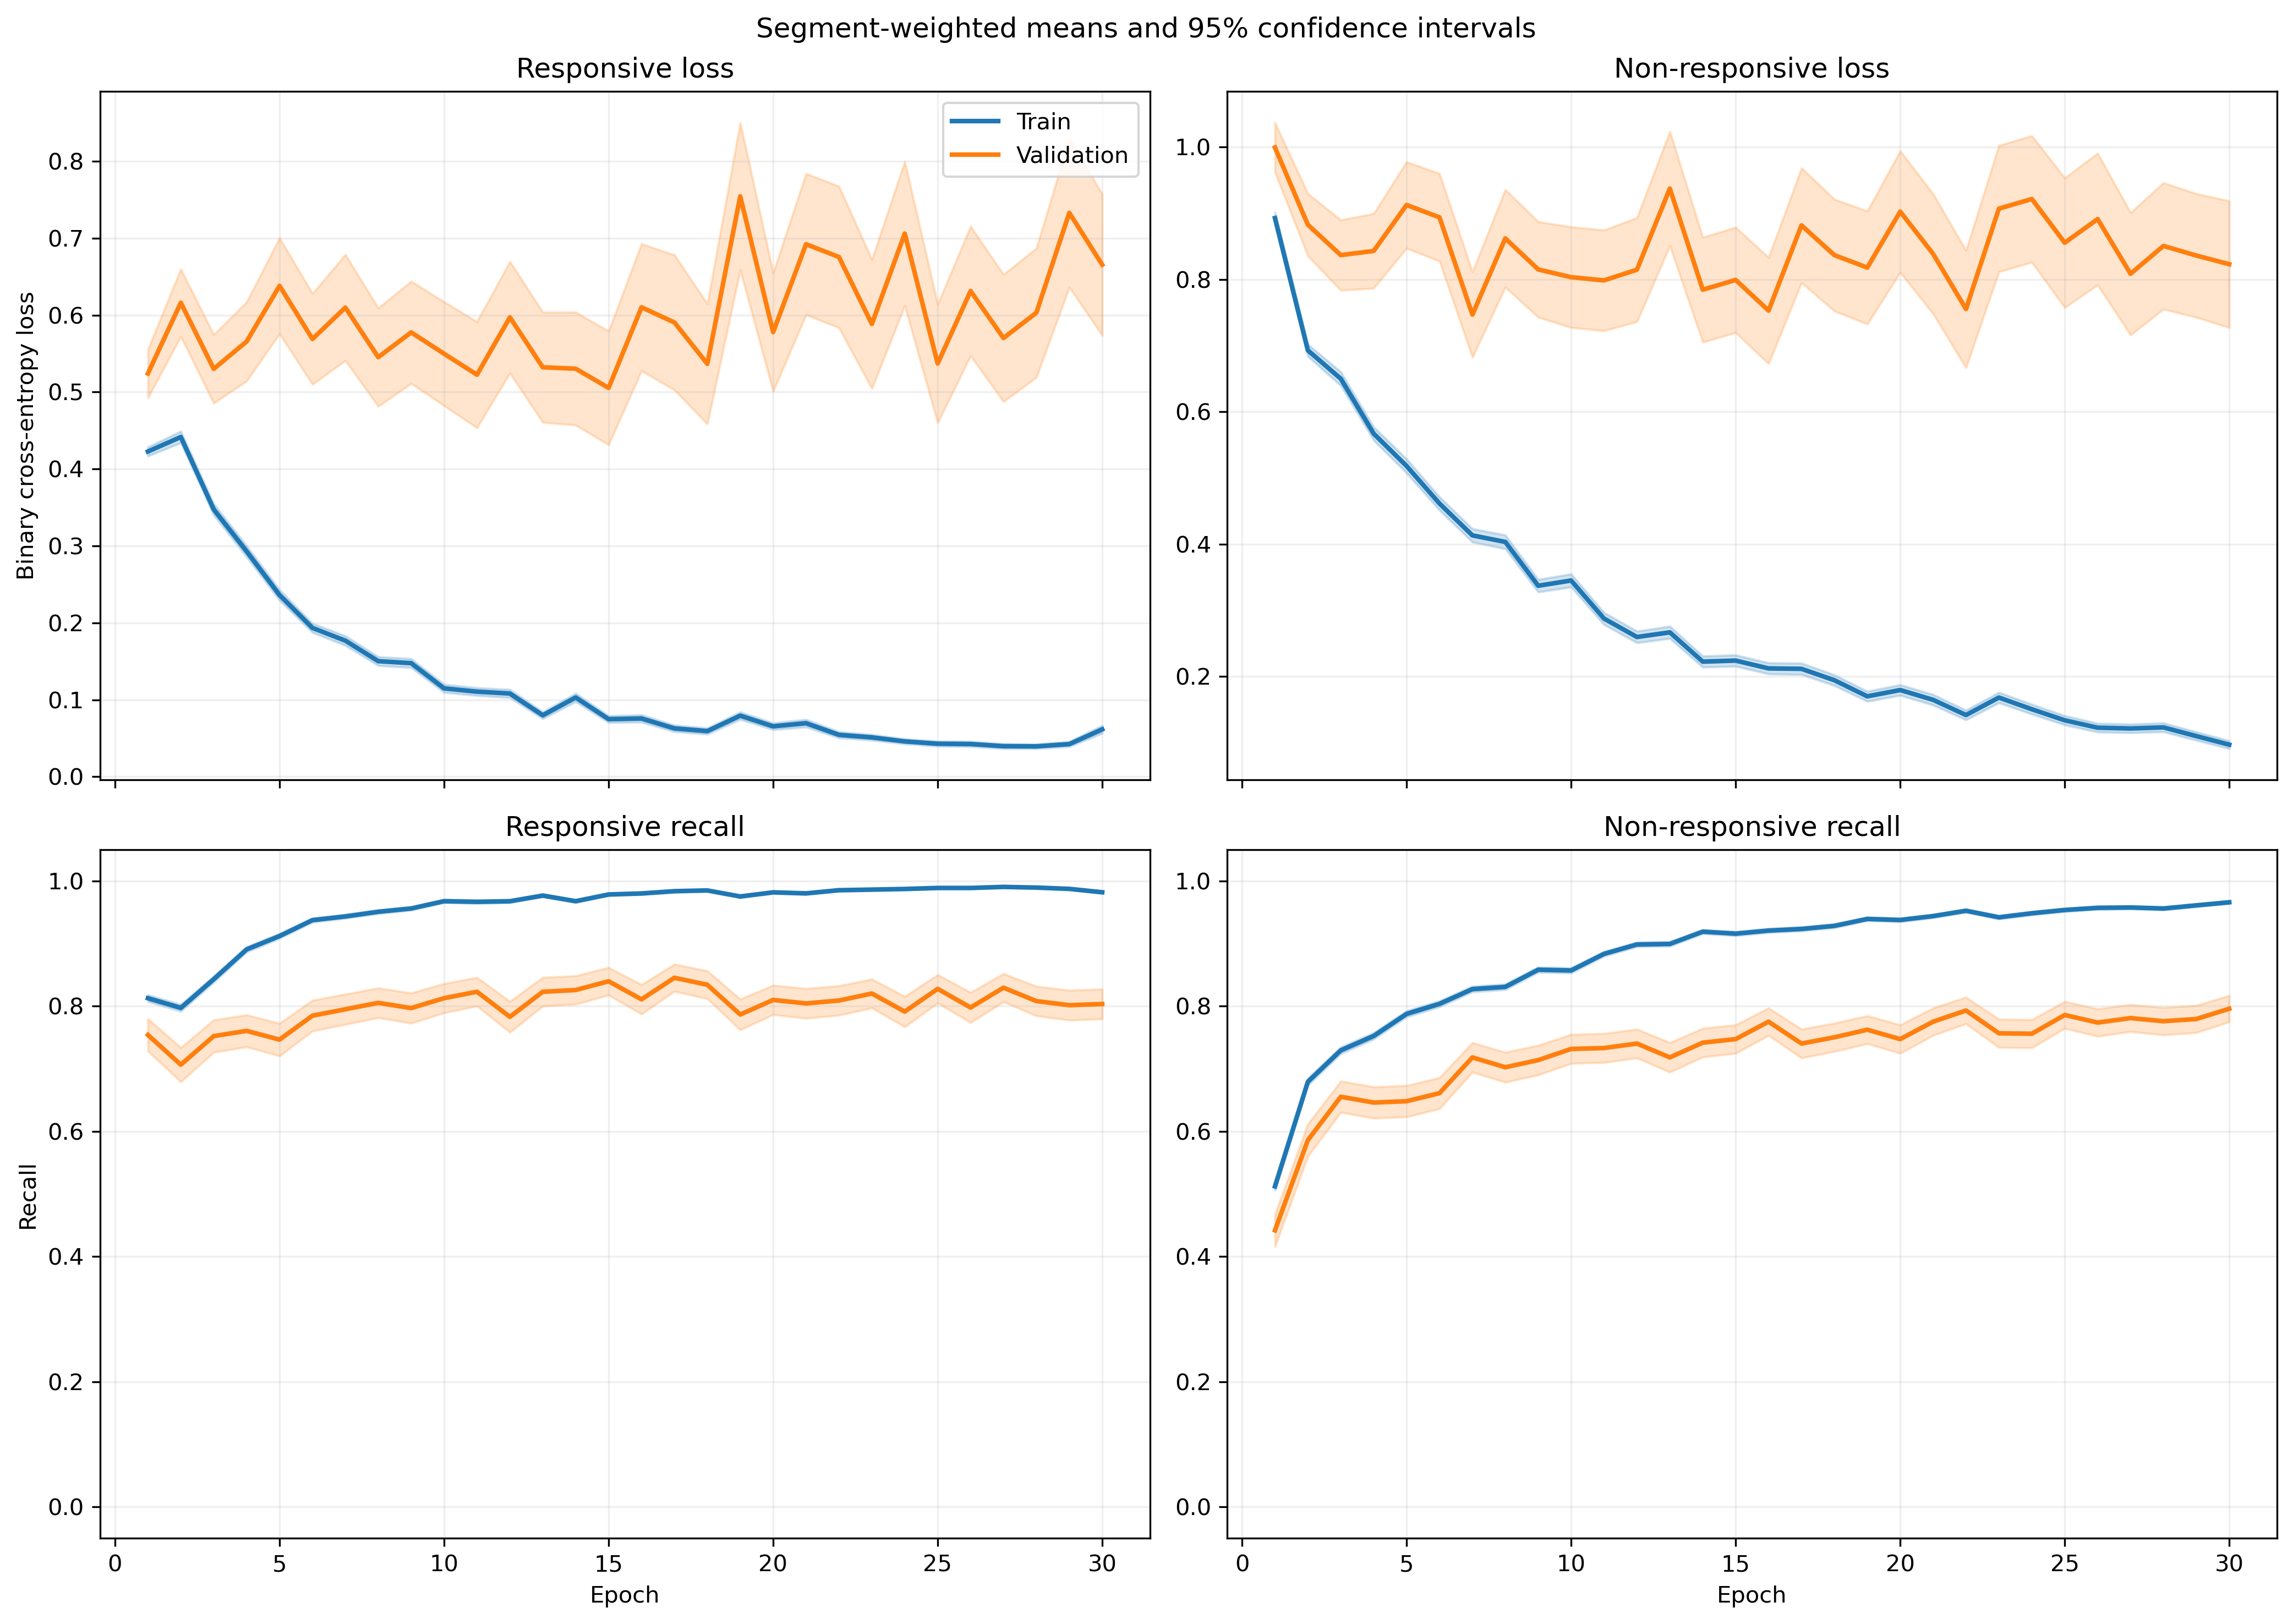 Segment-weighted means and 95% confidence intervals
Responsive loss
Non-responsive loss
Train
Validation
Binary cross-entropy loss
0.8
0.7
0.6
0.5
0.4
0.3
0.2
0.1
0.0
1.0
0.8
0.6
0.4
0.2
Responsive recall
Non-responsive recall
Recall
1.0
0.8
0.6
0.4
0.2
0.0
0 5 10 15 20 25 30
Epoch
1.0
0.8
0.6
0.4
0.2
0.0
0 5 10 15 20 25 30
Epoch